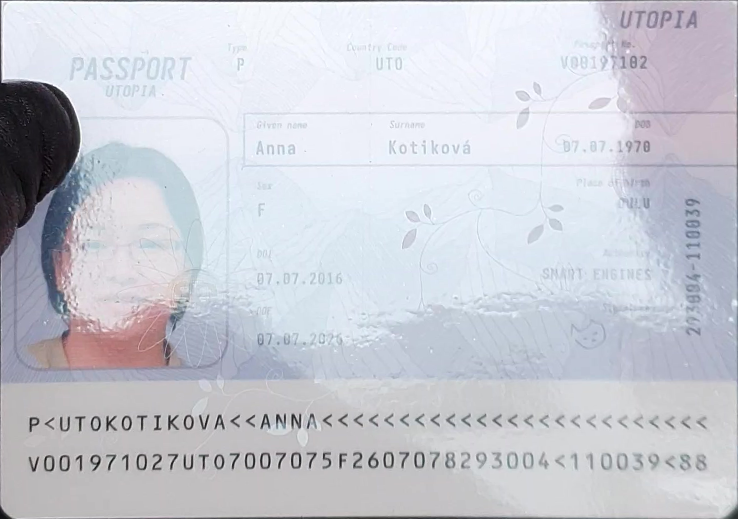 UTOPIA
PASSPORT
UTOPIA
Type
P
Country Code
UTO
Passport No.
V00197102
Given name
Anna
Surname
Kotiková
DOB
07.07.1970
Sex
F
Place of birth
DOI
07.07.2016
Authority
SMART ENGINES
DOE
07.07.2026
293004-110039
P<UTOKOTIKOVA<<ANNA<<<<<<<<<<<<<<<<<<<<<<<<<
V001971027UTO7007075F2607078293004<110039<88